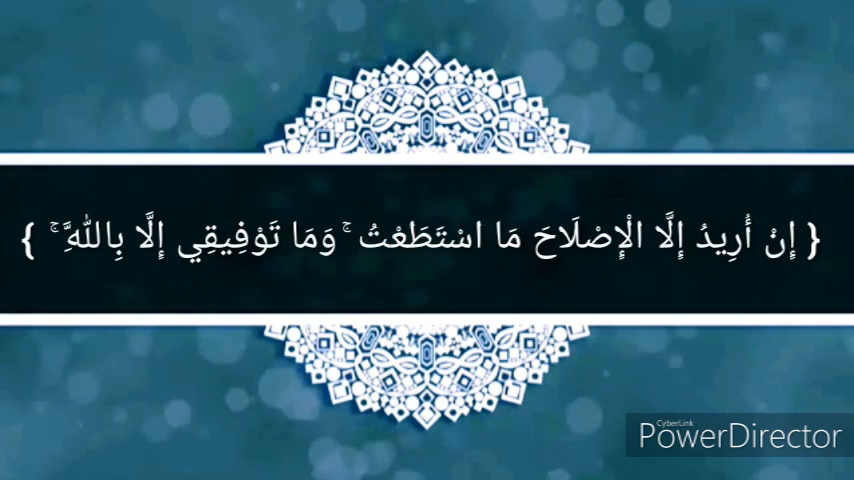 { إِنْ أُرِيدُ إِلَّا الْإِصْلَاحَ مَا اسْتَطَعْتُ ۚ وَمَا تَوْفِيقِي إِلَّا بِاللَّهِ ۚ }
CyberLink
PowerDirector